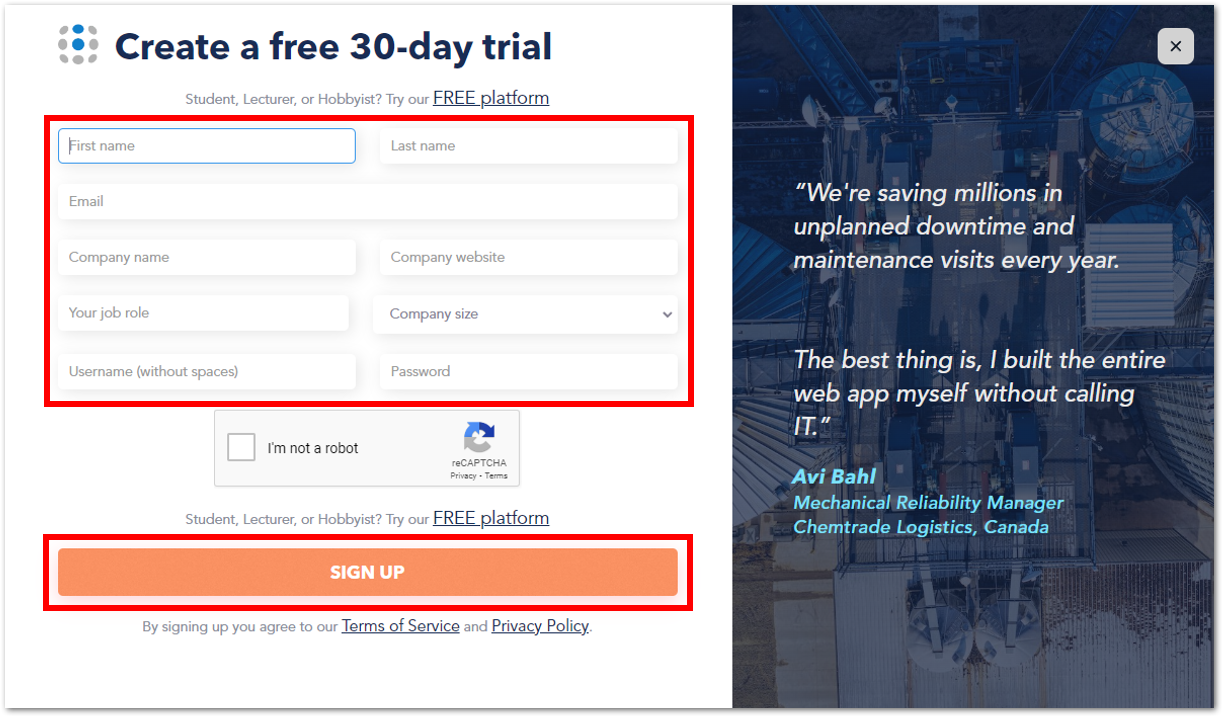 Create a free 30-day trial
Student, Lecturer, or Hobbyist? Try our FREE platform
First name
Last name
Email
Company name
Company website
Your job role
Company size
Username (without spaces)
Password
I'm not a robot
reCAPTCHA
Privacy - Terms
Student, Lecturer, or Hobbyist? Try our FREE platform
SIGN UP
By signing up you agree to our Terms of Service and Privacy Policy.
“We're saving millions in
unplanned downtime and
maintenance visits every year.
The best thing is, I built the entire
web app myself without calling
IT.”
Avi Bahl
Mechanical Reliability Manager
Chemtrade Logistics, Canada